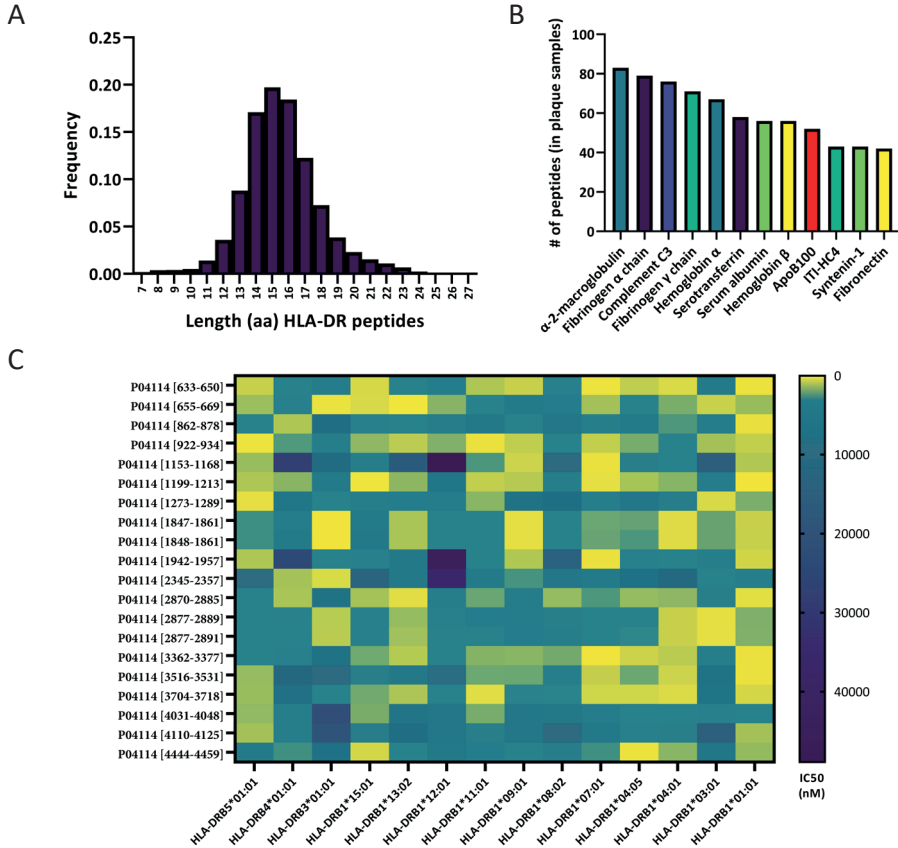 A
0.25
0.20
0.15
0.10
0.05
0.00
Frequency
7 8 9 10 11 12 13 14 15 16 17 18 19 20 21 22 23 24 25 26 27
Length (aa) HLA-DR peptides
B
100
80
60
40
20
0
# of peptides (in plaque samples)
α-2-macroglobulin
Fibrinogen α chain
Complement C3
Fibrinogen γ chain
Hemoglobin α
Serotransferrin
Serum albumin
Hemoglobin β
ApoB100
ITI-HC4
Syntenin-1
Fibronectin
C
P04114 [633-650]
P04114 [655-669]
P04114 [862-878]
P04114 [922-934]
P04114 [1153-1168]
P04114 [1199-1213]
P04114 [1273-1289]
P04114 [1847-1861]
P04114 [1848-1861]
P04114 [1942-1957]
P04114 [2345-2357]
P04114 [2870-2885]
P04114 [2877-2889]
P04114 [2877-2891]
P04114 [3362-3377]
P04114 [3516-3531]
P04114 [3704-3718]
P04114 [4031-4048]
P04114 [4110-4125]
P04114 [4444-4459]
HLA-DRB5*01-01
HLA-DRB4*01-01
HLA-DRB3*01-01
HLA-DRB1*15-01
HLA-DRB1*13-02
HLA-DRB1*12-01
HLA-DRB1*11-01
HLA-DRB1*09-01
HLA-DRB1*08-02
HLA-DRB1*07-01
HLA-DRB1*04-05
HLA-DRB1*04-01
HLA-DRB1*03-01
HLA-DRB1*01-01
0
10000
20000
30000
40000
IC50
(nM)